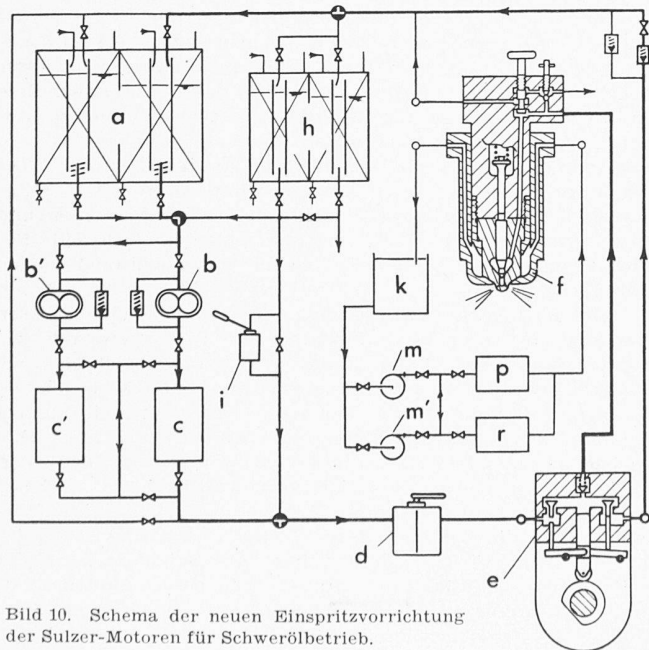 a
h
b'
b
k
f
m
p
i
c'
c
m'
r
d
e
Bild 10. Schema der neuen Einspritzvorrichtung
der Sulzer-Motoren für Schwerölbetrieb.